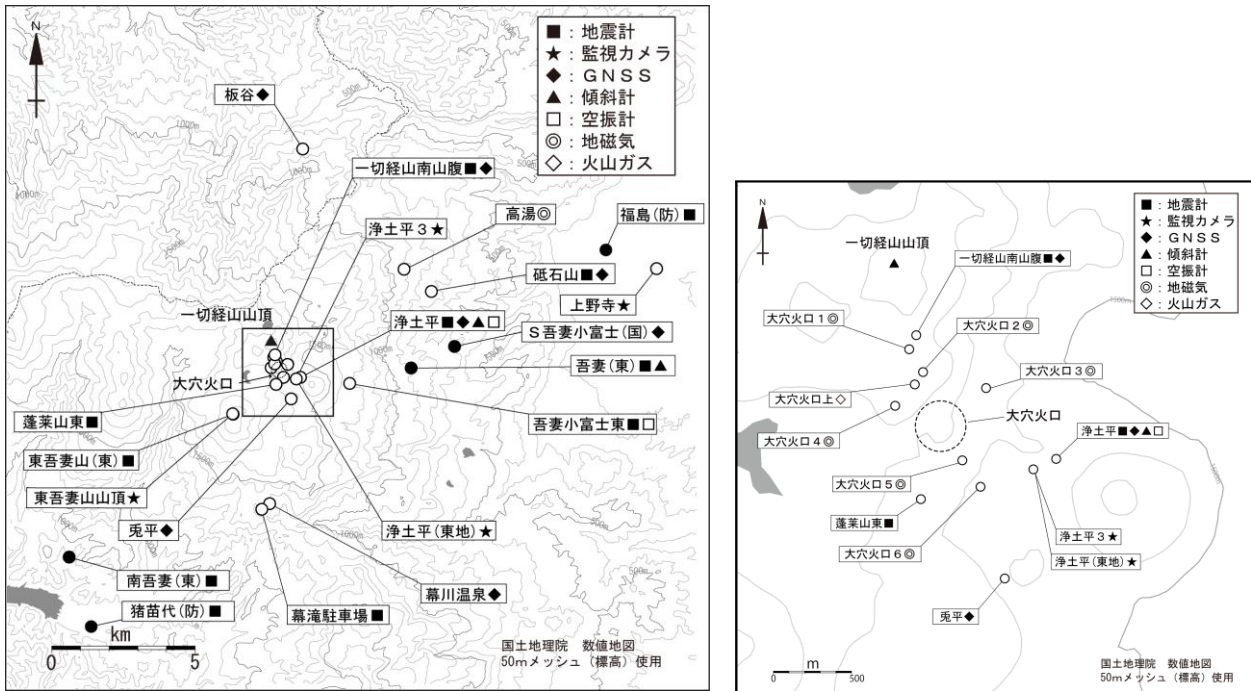 N
■：地震計
★：監視カメラ
◆：ＧＮＳＳ
▲：傾斜計
□：空振計
◎：地磁気
◇：火山ガス
板谷◆
500m
1000m
一切経山南山腹■◆
高湯◎
福島(防)■
浄土平３★
砥石山■◆
上野寺★
一切経山山頂
浄土平■◆▲□
Ｓ吾妻小富士(国)◆
大穴火口
吾妻(東)■▲
蓬莱山東■
吾妻小富士東■□
東吾妻山(東)■
東吾妻山山頂★
1500m
兎平◆
浄土平(東地)★
1000m
500m
南吾妻(東)■
幕川温泉◆
猪苗代(防)■
幕滝駐車場■
km
0 5
国土地理院　数値地図
50mメッシュ（標高）使用
N
■：地震計
★：監視カメラ
◆：ＧＮＳＳ
▲：傾斜計
□：空振計
◎：地磁気
◇：火山ガス
一切経山山頂
一切経山南山腹■◆
1500m
大穴火口１◎
大穴火口２◎
大穴火口３◎
大穴火口上◇
大穴火口
大穴火口４◎
浄土平■◆▲□
大穴火口５◎
蓬莱山東■
浄土平３★
大穴火口６◎
浄土平(東地)★
兎平◆
m
0 500
国土地理院　数値地図
50mメッシュ（標高）使用